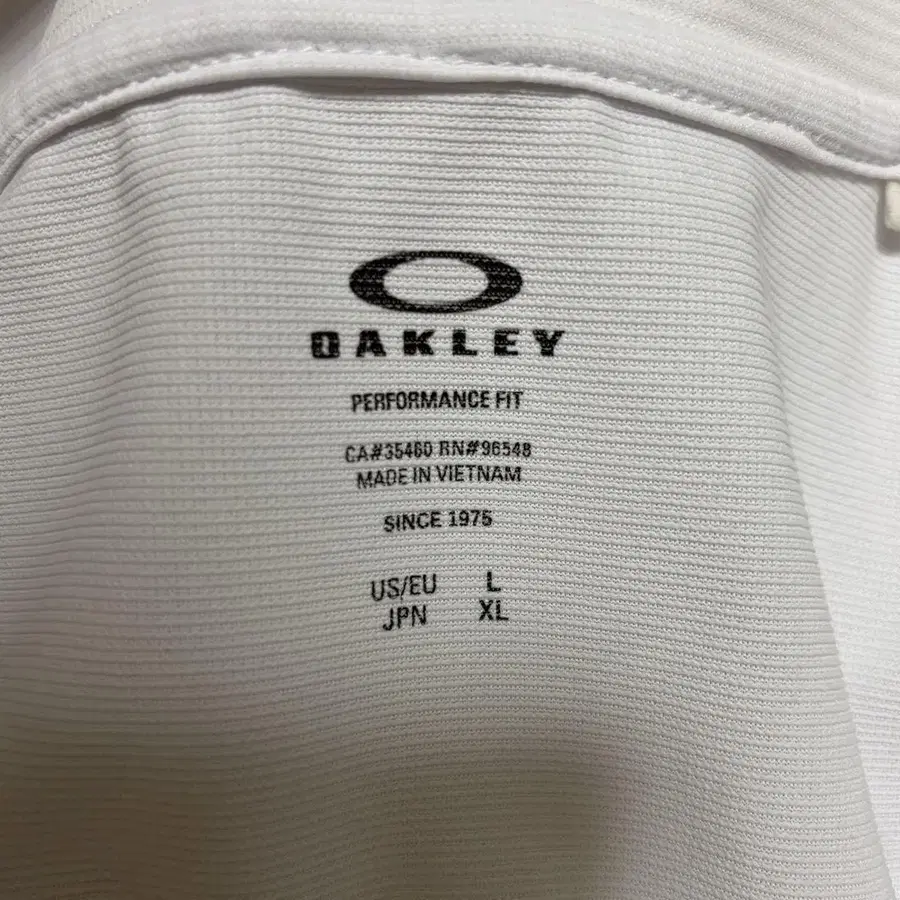 OAKLEY
PERFORMANCE FIT
CA#35460 RN#96548
MADE IN VIETNAM
SINCE 1975
US/EU L
JPN XL